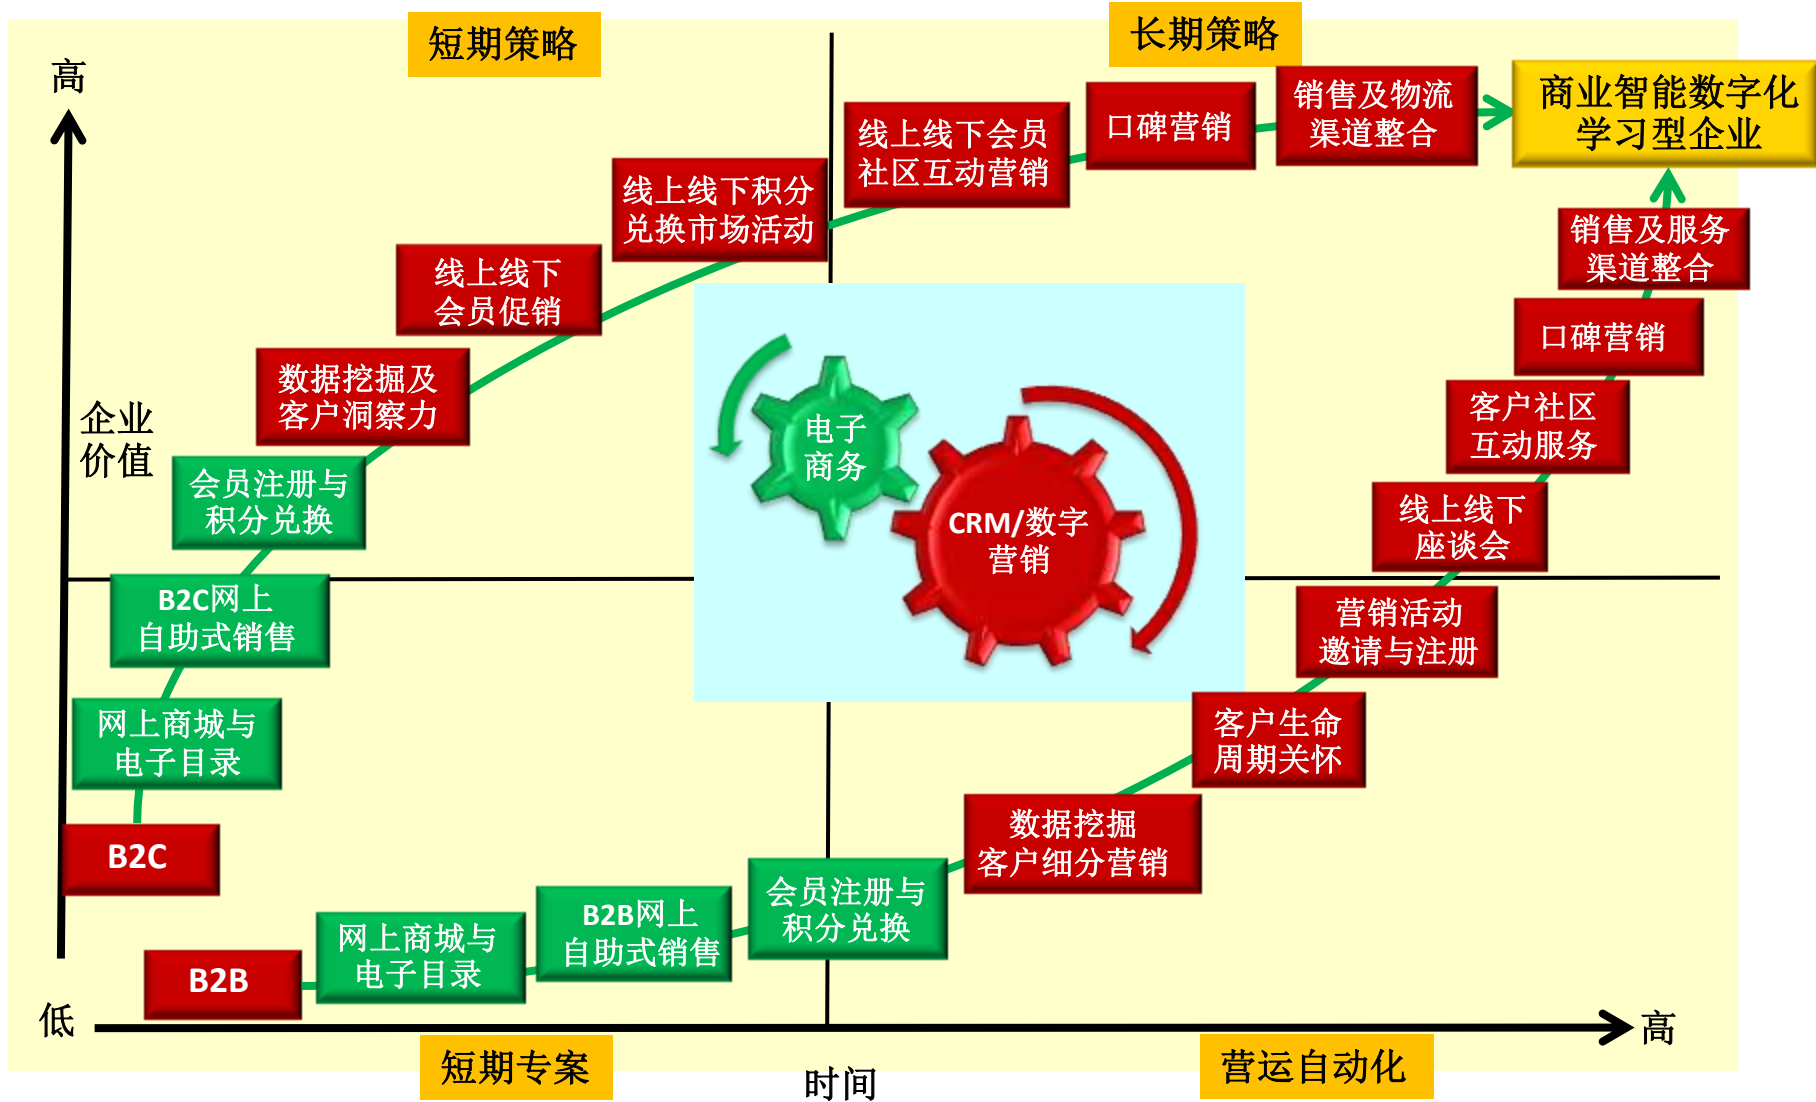 短期策略
长期策略
高
销售及物流
渠道整合
商业智能数字化
学习型企业
口碑营销
线上线下会员
社区互动营销
线上线下积分
兑换市场活动
线上线下
会员促销
数据挖掘及
客户洞察力
企业
价值
会员注册与
积分兑换
B2C网上
自助式销售
网上商城与
电子目录
B2C
电子
商务
CRM/数字
营销
销售及服务
渠道整合
口碑营销
客户社区
互动服务
线上线下
座谈会
营销活动
邀请与注册
客户生命
周期关怀
数据挖掘
客户细分营销
会员注册与
积分兑换
B2B网上
自助式销售
网上商城与
电子目录
B2B
低
高
短期专案
时间
营运自动化